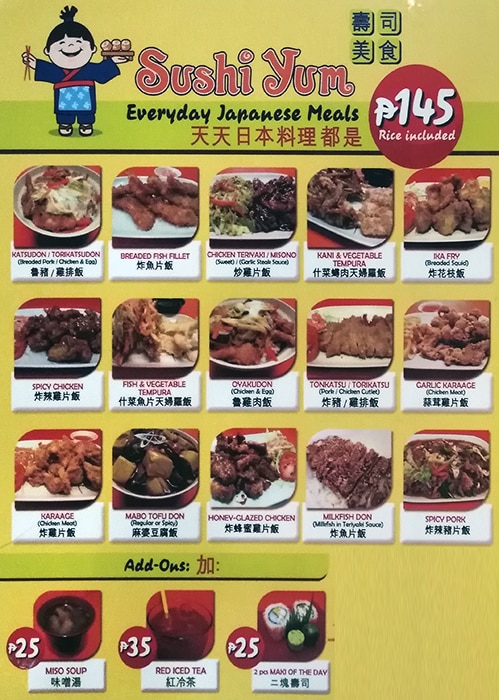 壽司
美食
Sushi Yum
Everyday Japanese Meals
天天日本料理都是
₱145
Rice included
KATSUDON / TORIKATSUDON
(Breaded Pork / Chicken & Egg)
魯豬 / 雞排飯
BREADED FISH FILLET
炸魚片飯
CHICKEN TERIYAKI / MISONO
(Sweet) / (Garlic Steak Sauce)
炒雞片飯
KANI & VEGETABLE
TEMPURA
什菜蟳肉天婦羅飯
IKA FRY
(Breaded Squid)
炸花枝飯
SPICY CHICKEN
炸辣雞片飯
FISH & VEGETABLE
TEMPURA
什菜魚片天婦羅飯
OYAKUDON
(Chicken & Egg)
魯雞肉飯
TONKATSU / TORIKATSU
(Pork / Chicken Cutlet)
炸豬 / 雞排飯
GARLIC KARAAGE
(Chicken Meat)
蒜茸雞片飯
KARAAGE
(Chicken Meat)
炸雞片飯
MABO TOFU DON
(Regular or Spicy)
麻婆豆腐飯
HONEY-GLAZED CHICKEN
炸蜂蜜雞片飯
MILKFISH DON
(Milkfish in Teriyaki Sauce)
炸魚片飯
SPICY PORK
炸辣豬片飯
Add-Ons: 加:
₱25
MISO SOUP
味噌湯
₱35
RED ICED TEA
紅冷茶
₱25
2 pcs MAKI OF THE DAY
二塊壽司